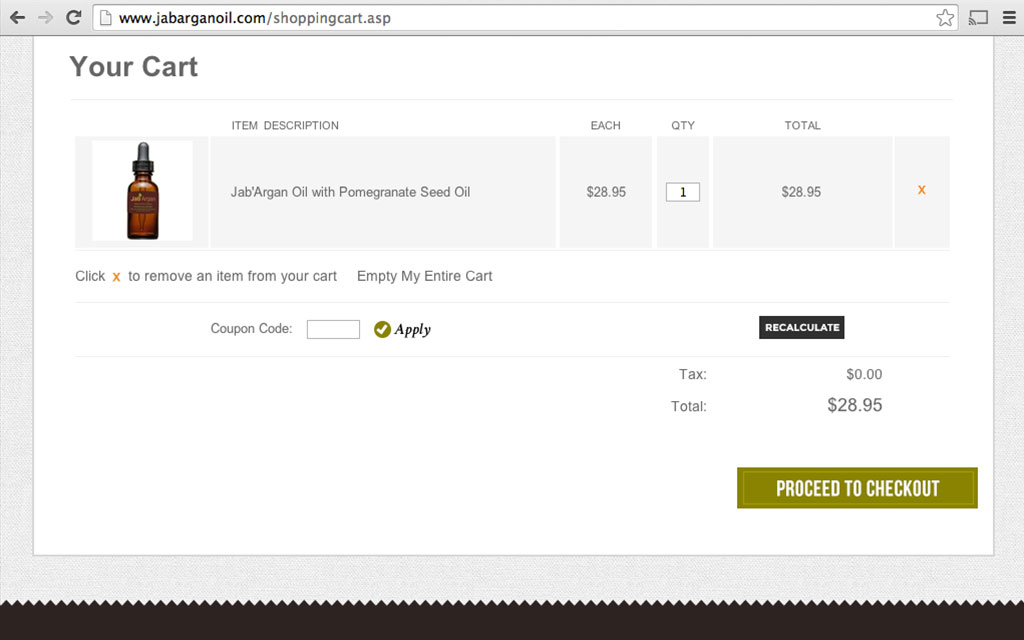 www.jabarganoil.com/shoppingcart.asp
Your Cart
ITEM DESCRIPTION EACH QTY TOTAL
Jab'Argan Oil with Pomegranate Seed Oil $28.95 1 $28.95 x
Click x to remove an item from your cart Empty My Entire Cart
Coupon Code: Apply RECALCULATE
Tax: $0.00
Total: $28.95
PROCEED TO CHECKOUT